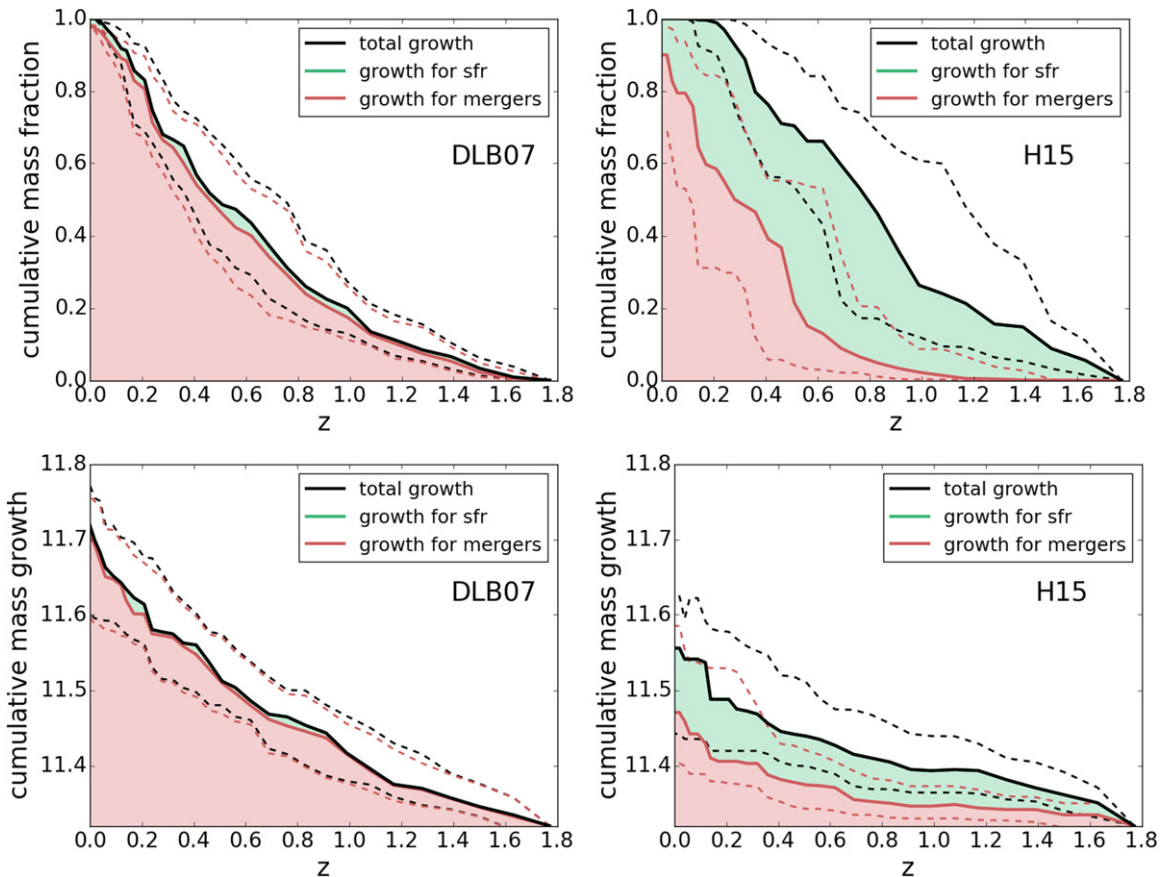 cumulative mass fraction
1.0
0.8
0.6
0.4
0.2
0.0
total growth
growth for sfr
growth for mergers
DLB07
0.0 0.2 0.4 0.6 0.8 1.0 1.2 1.4 1.6 1.8
z
cumulative mass fraction
1.0
0.8
0.6
0.4
0.2
0.0
total growth
growth for sfr
growth for mergers
H15
0.0 0.2 0.4 0.6 0.8 1.0 1.2 1.4 1.6 1.8
z
cumulative mass growth
11.8
11.7
11.6
11.5
11.4
total growth
growth for sfr
growth for mergers
DLB07
0.0 0.2 0.4 0.6 0.8 1.0 1.2 1.4 1.6 1.8
z
cumulative mass growth
11.8
11.7
11.6
11.5
11.4
total growth
growth for sfr
growth for mergers
H15
0.0 0.2 0.4 0.6 0.8 1.0 1.2 1.4 1.6 1.8
z